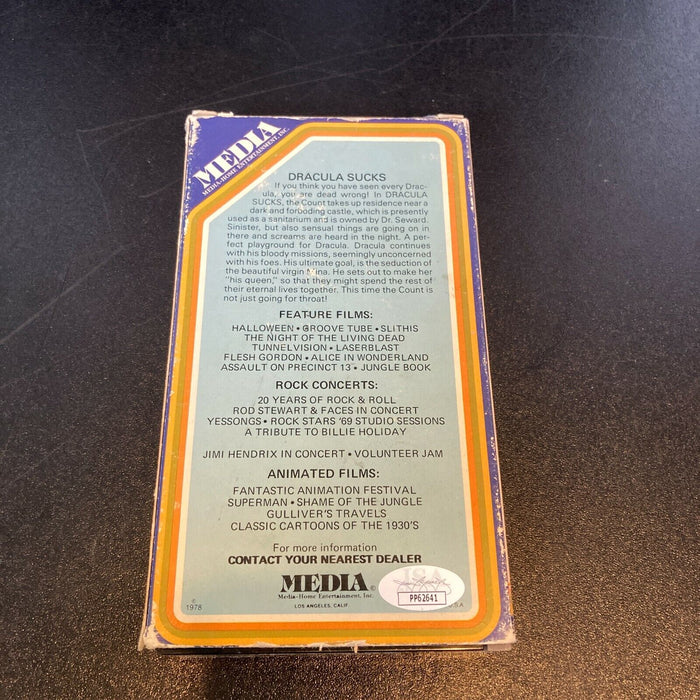 MEDIA
MEDIA-HOME ENTERTAINMENT, INC.
DRACULA SUCKS
If you think you have seen every Drac-
ula, you are dead wrong! In DRACULA
SUCKS, the Count takes up residence near a
dark and forboding castle, which is presently
used as a sanitarium and is owned by Dr. Seward.
Sinister, but also sensual things are going on in
there and screams are heard in the night. A per-
fect playground for Dracula. Dracula continues
with his bloody missions, seemingly unconcerned
with his foes. His ultimate goal, is the seduction of
the beautiful virgin Mina. He sets out to make her
"his queen," so that they might spend the rest of
their eternal lives together. This time the Count is
not just going for throat!
FEATURE FILMS:
HALLOWEEN • GROOVE TUBE • SLITHIS
THE NIGHT OF THE LIVING DEAD
TUNNELVISION • LASERBLAST
FLESH GORDON • ALICE IN WONDERLAND
ASSAULT ON PRECINCT 13 • JUNGLE BOOK
ROCK CONCERTS:
20 YEARS OF ROCK & ROLL
ROD STEWART & FACES IN CONCERT
YESSONGS • ROCK STARS '69 STUDIO SESSIONS
A TRIBUTE TO BILLIE HOLIDAY
JIMI HENDRIX IN CONCERT • VOLUNTEER JAM
ANIMATED FILMS:
FANTASTIC ANIMATION FESTIVAL
SUPERMAN • SHAME OF THE JUNGLE
GULLIVER'S TRAVELS
CLASSIC CARTOONS OF THE 1930'S
For more information
CONTACT YOUR NEAREST DEALER
MEDIA©
Media-Home Entertainment, Inc.
LOS ANGELES, CALIF.
© 1978
JSA
PP62641
U.S.A